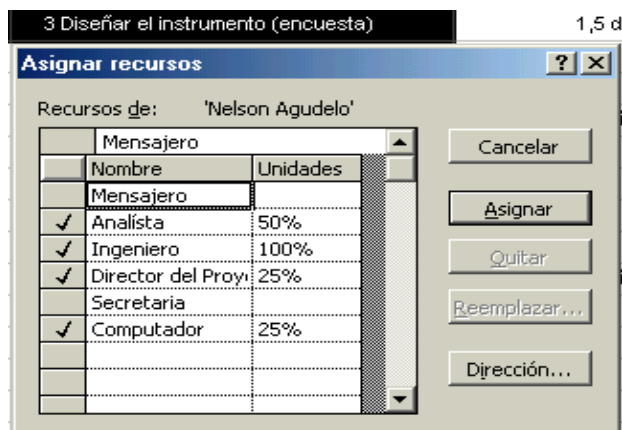 3 Diseñar el instrumento (encuesta) 1,5 d
Asignar recursos
Recursos de: 'Nelson Agudelo'
Mensajero
Cancelar
Nombre Unidades
Mensajero
Asignar
Analísta 50%
Ingeniero 100%
Quitar
Director del Proy 25%
Secretaria
Reemplazar...
Computador 25%
Dirección...